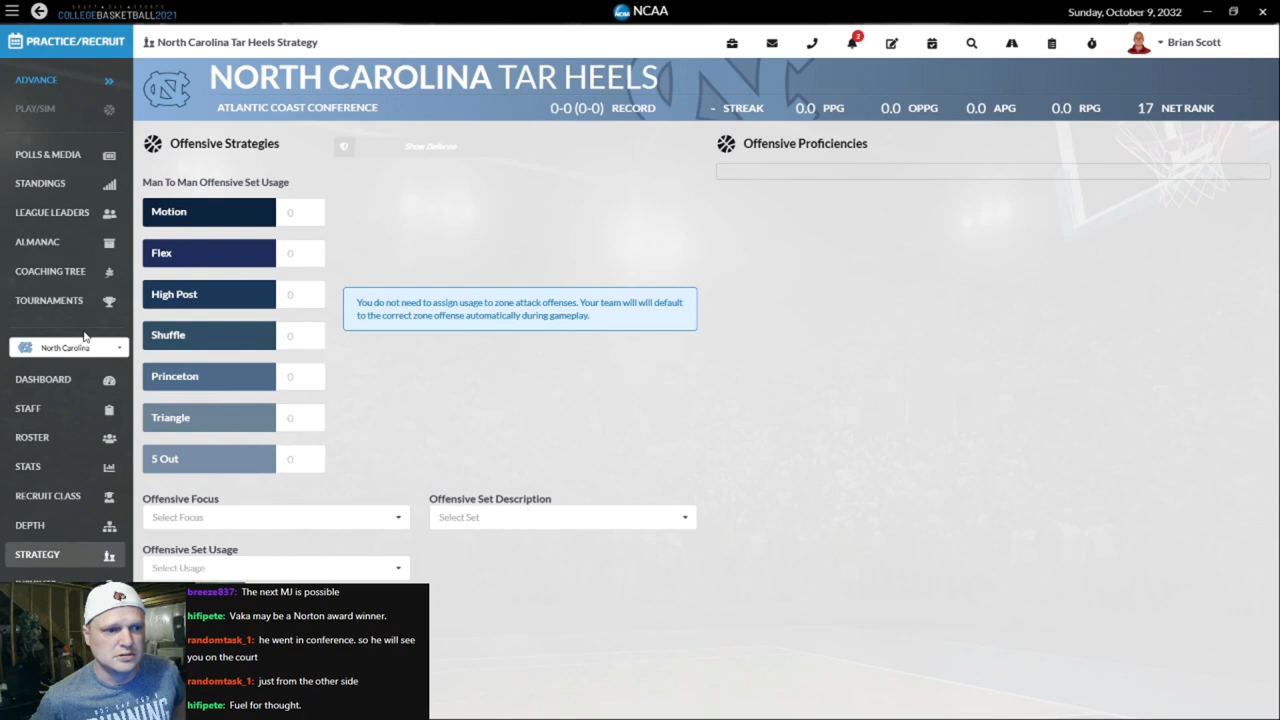 DRAFT DAY SPORTS
COLLEGEBASKETBALL2021
NCAA
Sunday, October 9, 2032
PRACTICE/RECRUIT
North Carolina Tar Heels Strategy
2
Brian Scott
ADVANCE
PLAY/SIM
POLLS & MEDIA
STANDINGS
LEAGUE LEADERS
ALMANAC
COACHING TREE
TOURNAMENTS
North Carolina
DASHBOARD
STAFF
ROSTER
STATS
RECRUIT CLASS
DEPTH
STRATEGY
NORTH CAROLINA TAR HEELS
ATLANTIC COAST CONFERENCE
0-0 (0-0) RECORD
- STREAK
0.0 PPG
0.0 OPPG
0.0 APG
0.0 RPG
17 NET RANK
Offensive Strategies
Show Defense
Offensive Proficiencies
Man To Man Offensive Set Usage
Motion 0
Flex 0
High Post 0
Shuffle 0
Princeton 0
Triangle 0
5 Out 0
You do not need to assign usage to zone attack offenses. Your team will will default
to the correct zone offense automatically during gameplay.
Offensive Focus
Select Focus
Offensive Set Description
Select Set
Offensive Set Usage
Select Usage
breeze837: The next MJ is possible
hifipete: Vaka may be a Norton award winner.
randomtask_1: he went in conference. so he will see
you on the court
randomtask_1: just from the other side
hifipete: Fuel for thought.
RUNNING